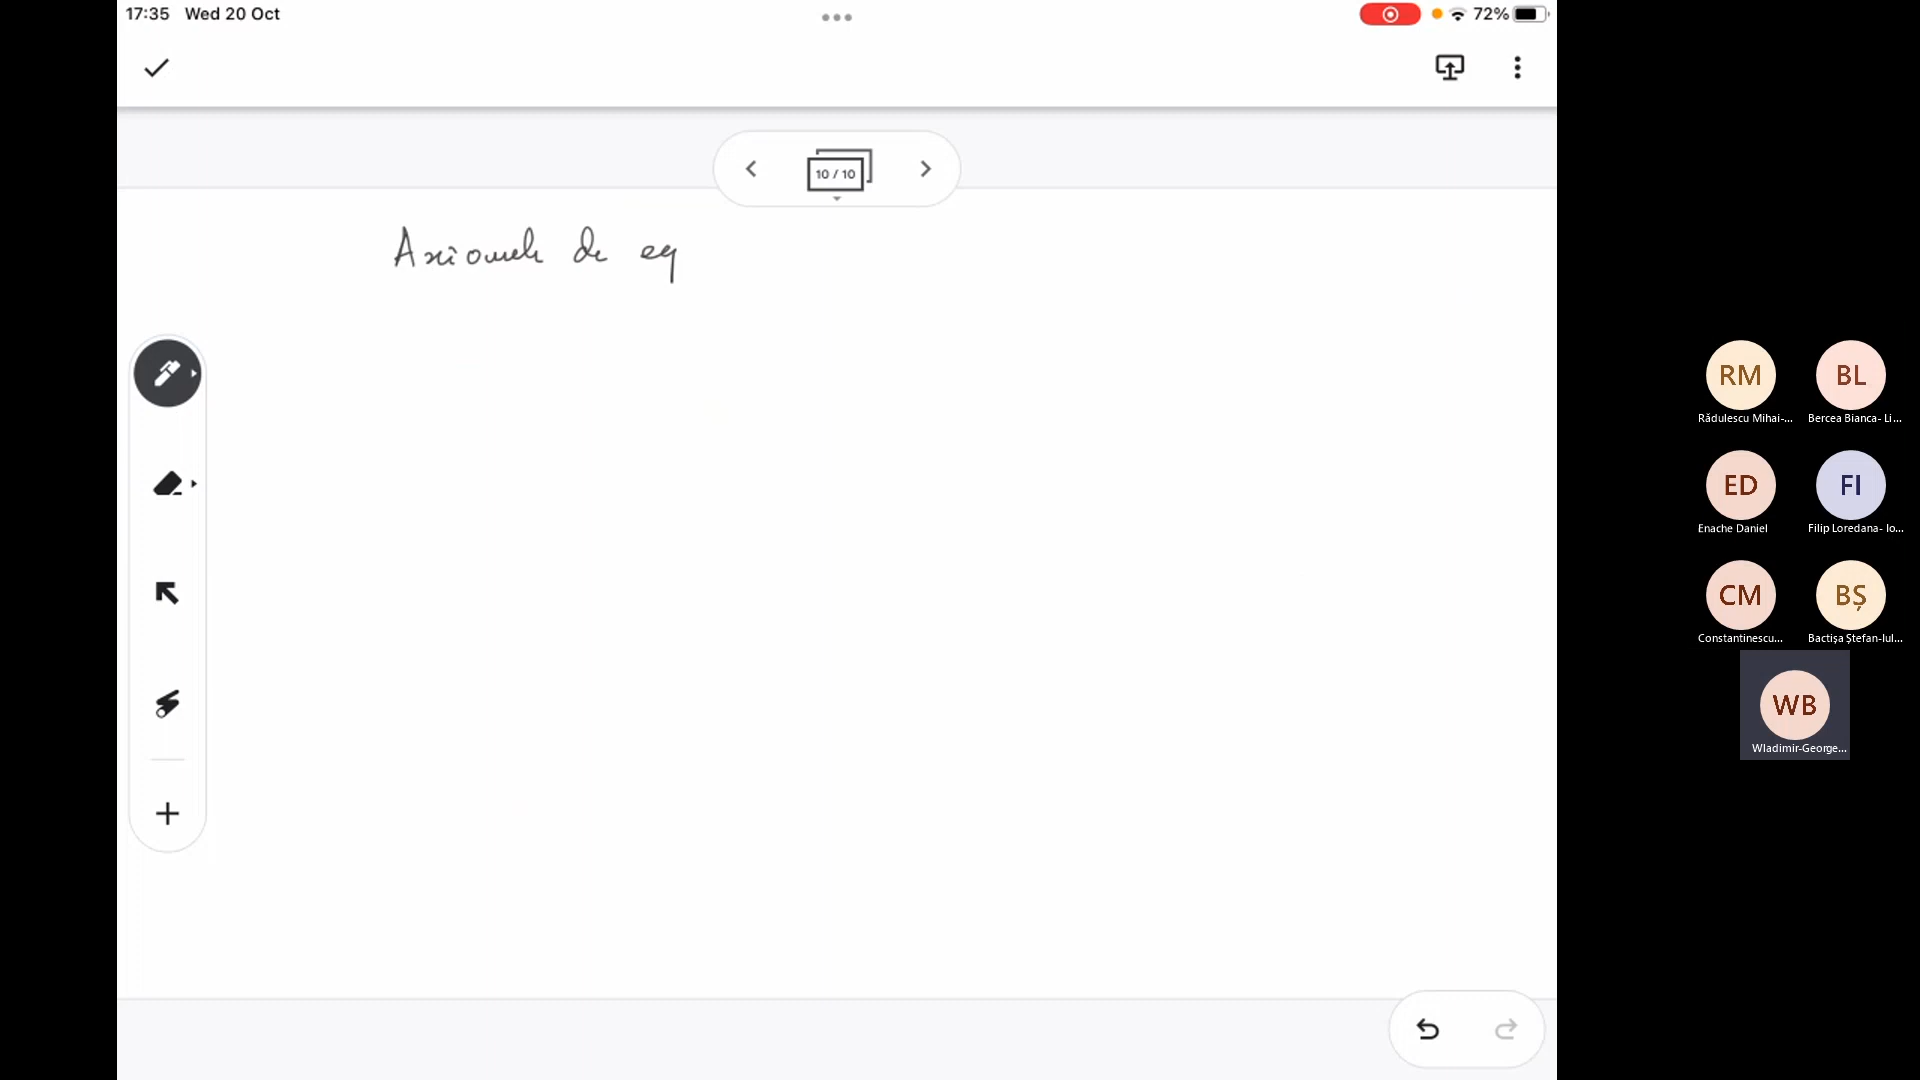 17:35 Wed 20 Oct
72%
10 / 10
Axiomele de eq
RM
BL
Rădulescu Mihai-...
Bercea Bianca- Li...
ED
FI
Enache Daniel
Filip Loredana- Io...
CM
BȘ
Constantinescu...
Bactișa Ștefan-Iul...
WB
Wladimir-George...